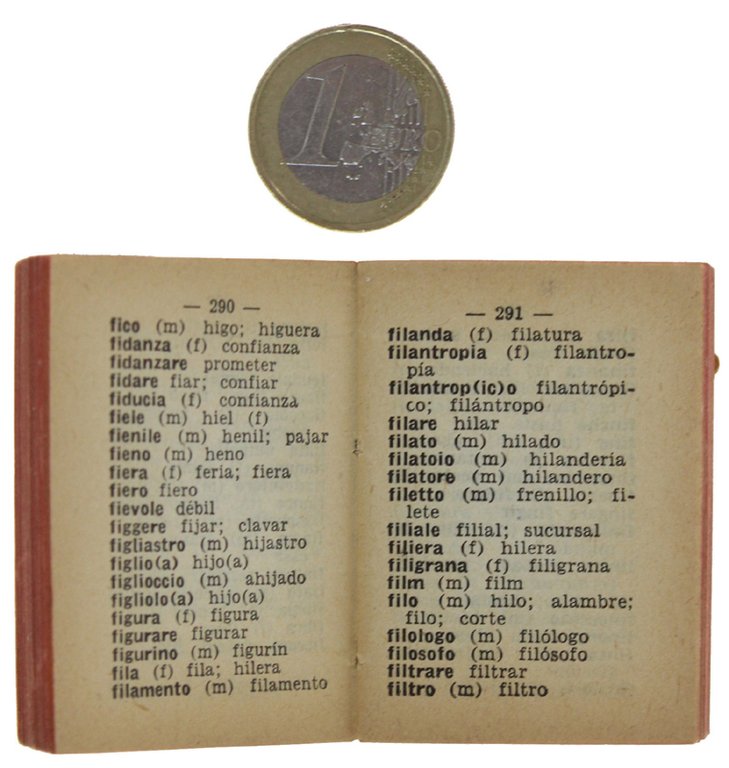 1 EURO
— 290 —
fico (m) higo; higuera
fidanza (f) confianza
fidanzare prometer
fidare fiar; confiar
fiducia (f) confianza
fiele (m) hiel (f)
fienile (m) henil; pajar
fieno (m) heno
fiera (f) feria; fiera
fiero fiero
fievole débil
figgere fijar; clavar
figliastro (m) hijastro
figlio(a) hijo(a)
figlioccio (m) ahijado
figliolo(a) hijo(a)
figura (f) figura
figurare figurar
figurino (m) figurín
fila (f) fila; hilera
filamento (m) filamento
— 291 —
filanda (f) filatura
filantropia (f) filantro-
pía
filantrop(ic)o filantrópi-
co; filántropo
filare hilar
filato (m) hilado
filatoio (m) hilandería
filatore (m) hilandero
filetto (m) frenillo; fi-
lete
filiale filial; sucursal
filiera (f) hilera
filigrana (f) filigrana
film (m) film
filo (m) hilo; alambre;
filo; corte
filologo (m) filólogo
filosofo (m) filósofo
filtrare filtrar
filtro (m) filtro